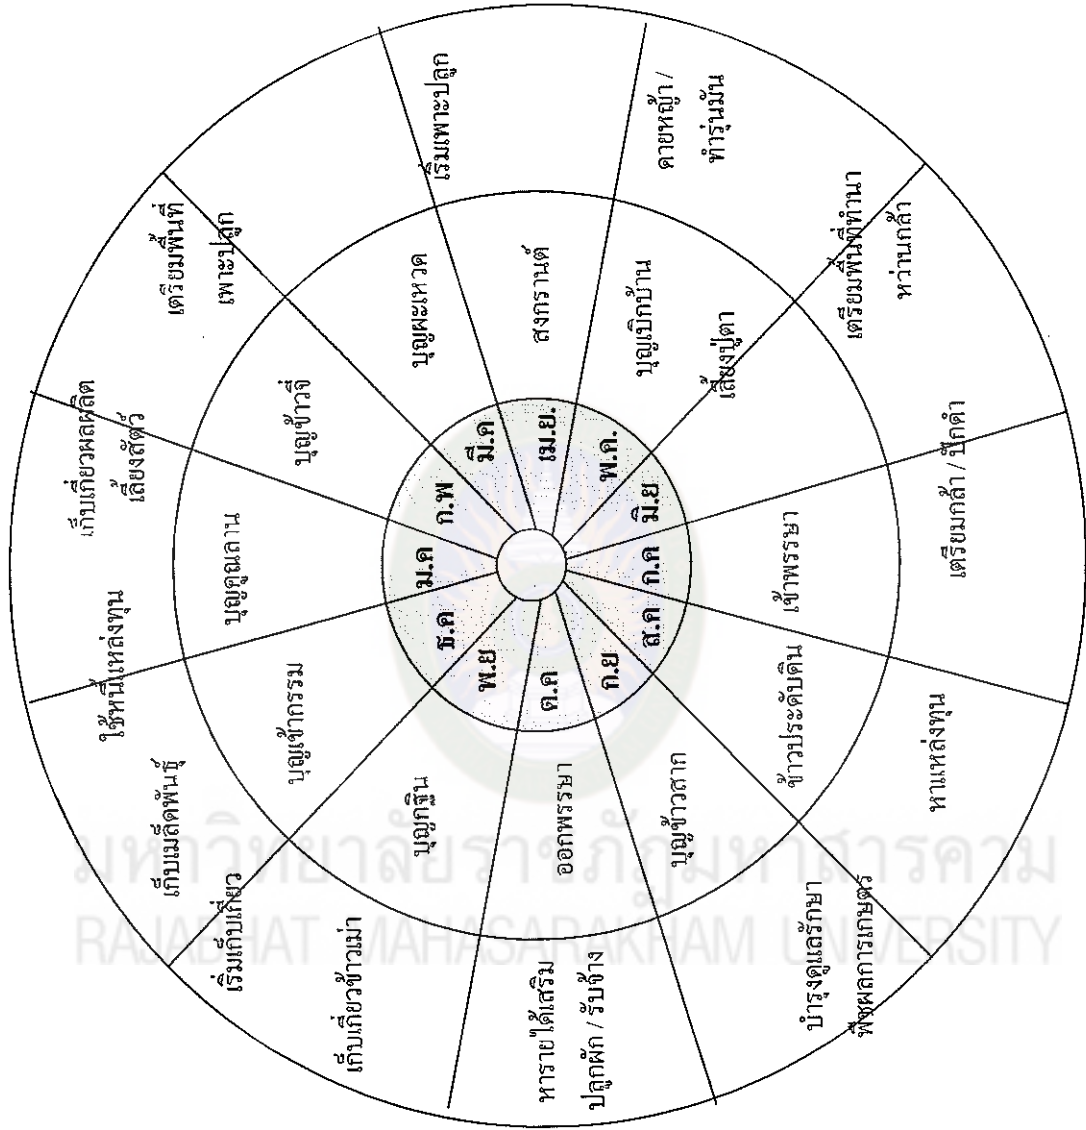 ม.ค
ก.พ
มี.ค
เม.ย.
พ.ค.
มิ.ย
ก.ค
ส.ค
ก.ย
ต.ค
พ.ย
ธ.ค
บุญคูณลาน
บุญข้าวจี่
บุญผะเหวด
สงกรานต์
บุญเบิกบ้าน
เลี้ยงปู่ตา
เข้าพรรษา
ข้าวประดับดิน
บุญข้าวสาก
ออกพรรษา
บุญกฐิน
บุญเข้ากรรม
เก็บเกี่ยวผลผลิต
เลี้ยงสัตว์
เตรียมพื้นที่
เพาะปลูก
เริ่มเพาะปลูก
ดายหญ้า /
ทำรุ่นมัน
เตรียมพื้นที่ทำนา
หว่านกล้า
เตรียมกล้า / ปักดำ
หาแหล่งทุน
บำรุงดูแลรักษา
พืชผลการเกษตร
หารายได้เสริม
ปลูกผัก / รับจ้าง
เก็บเกี่ยวข้าวเม่า
เริ่มเก็บเกี่ยว
เก็บเมล็ดพันธุ์
ใช้หนี้แหล่งทุน
มหาวิทยาลัยราชภัฏมหาสารคาม
RAJABHAT MAHASARAKHAM UNIVERSITY